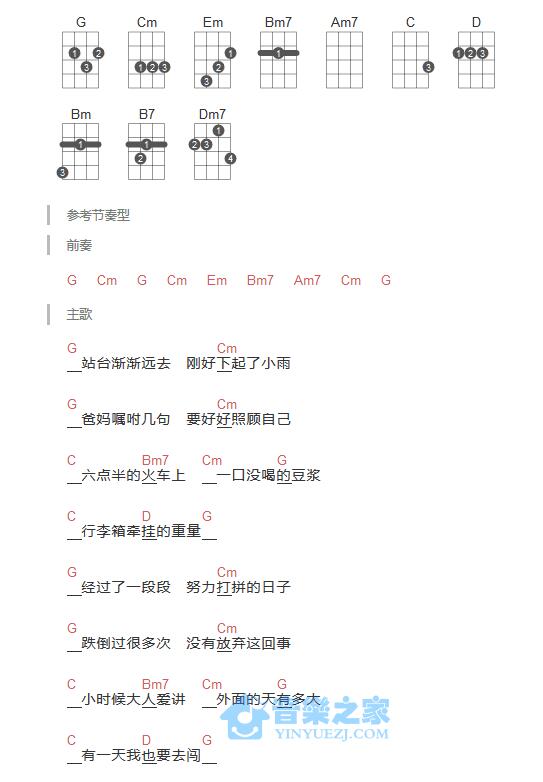 G Cm Em Bm7 Am7 C D
1 2 3 1 2 3 1 2 3 1 3 1 2 3
Bm B7 Dm7
1 3 1 2 1 2 3 4
参考节奏型
前奏
G Cm G Cm Em Bm7 Am7 Cm G
主歌
G Cm
__站台渐渐远去 刚好下起了小雨
G Cm
__爸妈嘱咐几句 要好好照顾自己
C Bm7 Cm G
__六点半的火车上 __一口没喝的豆浆
C D G
__行李箱牵挂的重量__
G Cm
__经过了一段段 努力打拼的日子
G Cm
__跌倒过很多次 没有放弃这回事
C Bm7 Cm G
__小时候大人爱讲 __外面的天有多大
C D G
__有一天我也要去闯__
音樂之家
YINYUEZJ.COM